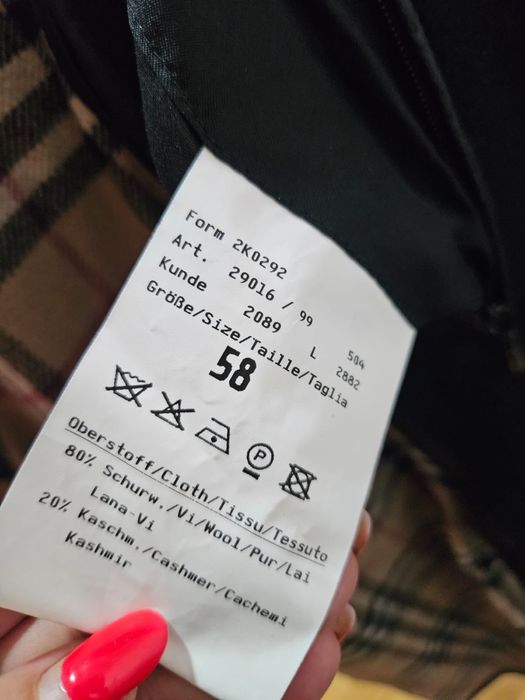 Form 2K0292
Art. 29016 / 99 504
Kunde 2089 L 2882
Größe/Size/Taille/Taglia
58
P
Oberstoff/Cloth/Tissu/Tessuto
80% Schurw./Vi/Wool/Pur/Lai
Lana-Vi
20% Kaschm./Cashmer/Cachemi
Kashmir